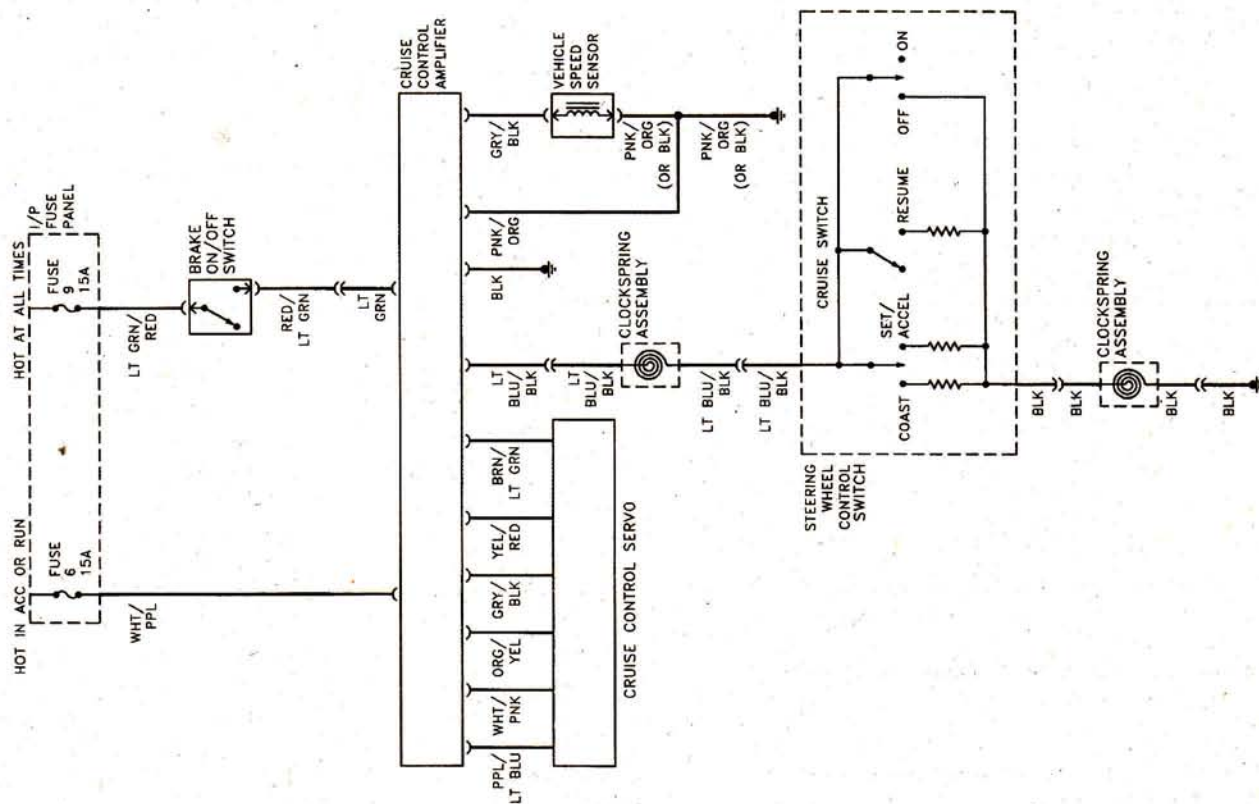 HOT IN ACC OR RUN
HOT AT ALL TIMES
I/P
FUSE
PANEL
FUSE
6
15A
FUSE
9
15A
WHT/
PPL
LT GRN/
RED
BRAKE
ON/OFF
SWITCH
RED/
LT GRN
LT
GRN
CRUISE
CONTROL
AMPLIFIER
PPL/
LT BLU
WHT/
PNK
ORG/
YEL
GRY/
BLK
YEL/
RED
BRN/
LT GRN
CRUISE CONTROL SERVO
LT
BLU/
BLK
BLK
PNK/
ORG
GRY/
BLK
VEHICLE
SPEED
SENSOR
PNK/
ORG
(OR BLK)
PNK/
ORG
(OR BLK)
LT
BLU/
BLK
CLOCKSPRING
ASSEMBLY
LT BLU/
BLK
LT BLU/
BLK
STEERING
WHEEL
CONTROL
SWITCH
CRUISE SWITCH
COAST
SET/
ACCEL
RESUME
OFF
ON
BLK
BLK
CLOCKSPRING
ASSEMBLY
BLK
BLK